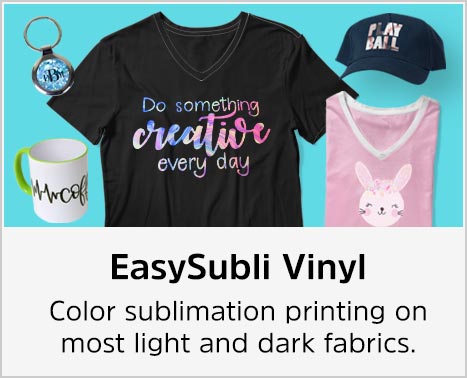 PLAY
BALL
Do something
creative
every day
EasySubli Vinyl
Color sublimation printing on
most light and dark fabrics.